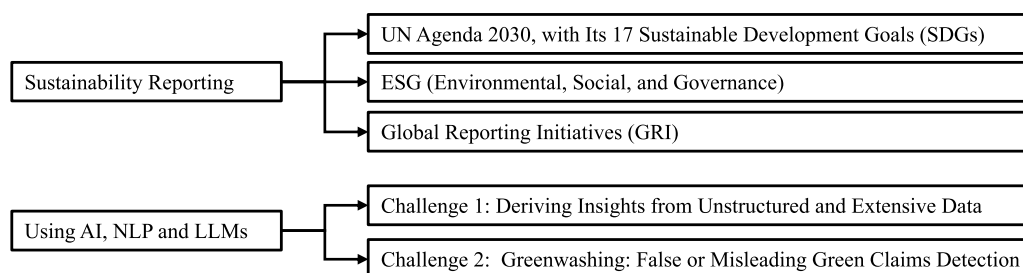 UN Agenda 2030, with Its 17 Sustainable Development Goals (SDGs)
Sustainability Reporting
ESG (Environmental, Social, and Governance)
Global Reporting Initiatives (GRI)
Using AI, NLP and LLMs
Challenge 1: Deriving Insights from Unstructured and Extensive Data
Challenge 2:  Greenwashing: False or Misleading Green Claims Detection